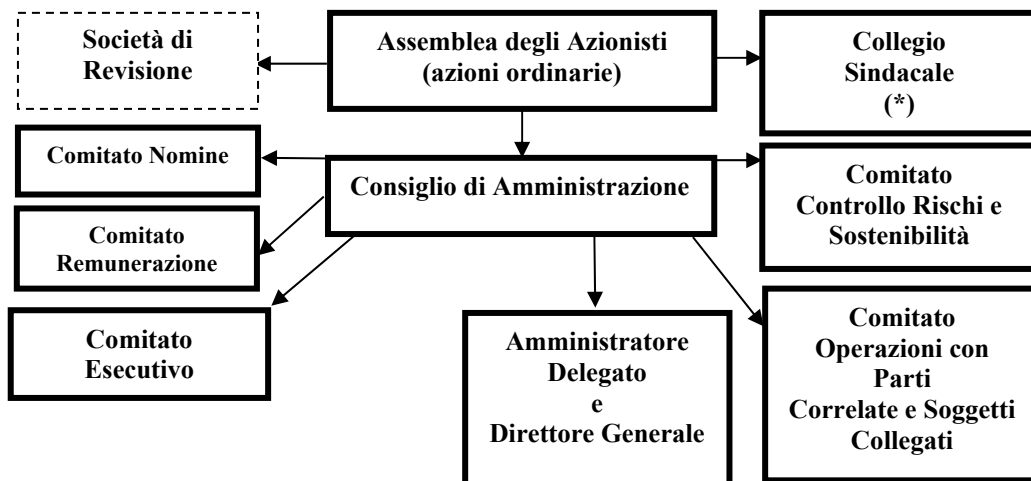 Società di
Revisione
Assemblea degli Azionisti
(azioni ordinarie)
Collegio
Sindacale
(*)
Comitato Nomine
Consiglio di Amministrazione
Comitato
Controllo Rischi e
Sostenibilità
Comitato
Remunerazione
Comitato
Esecutivo
Amministratore
Delegato
e
Direttore Generale
Comitato
Operazioni con
Parti
Correlate e Soggetti
Collegati